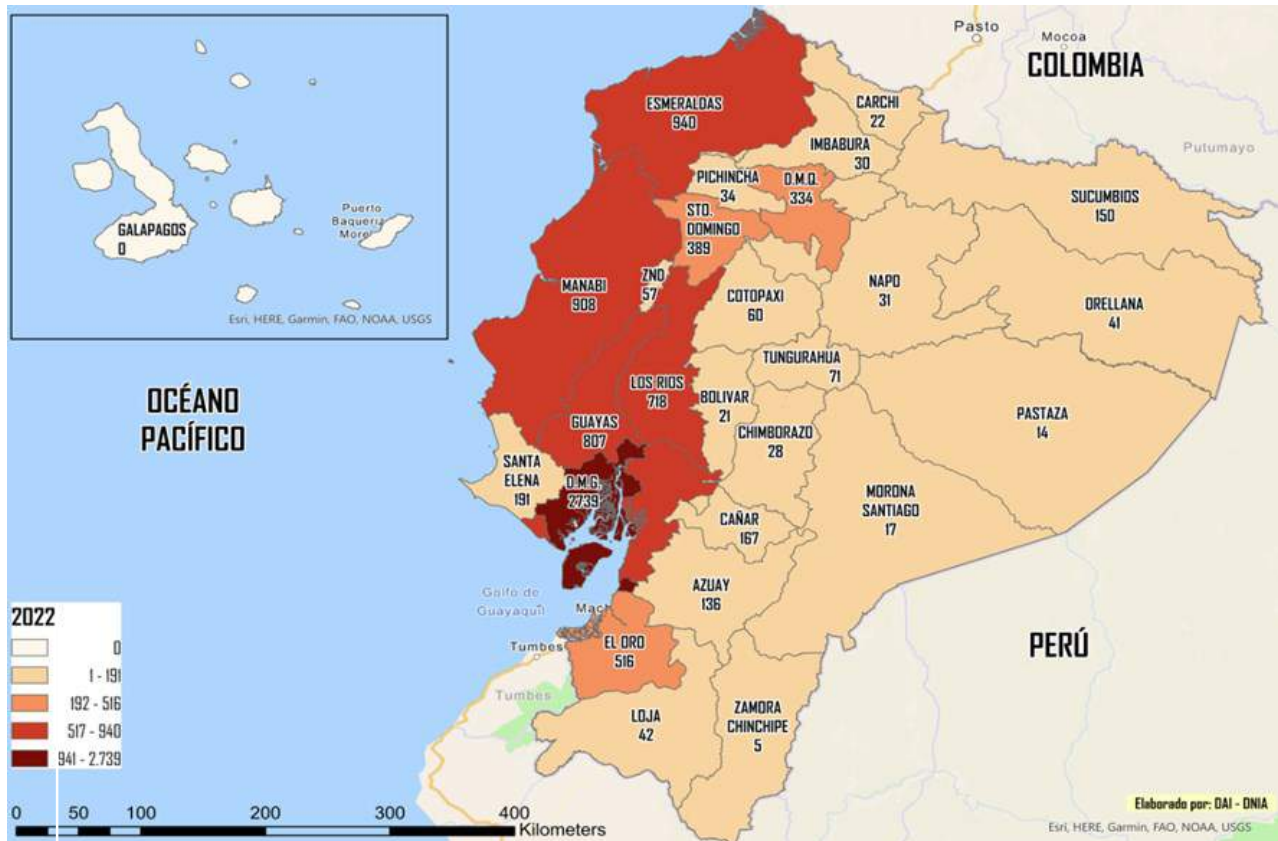 Pasto
Mocoa
COLOMBIA
Putumayo
ESMERALDAS
940
CARCHI
22
IMBABURA
30
PICHINCHA
34
D.M.Q.
334
SUCUMBIOS
150
STO.
DOMINGO
389
GALAPAGOS
0
Puerto
Baqueriz
More
Esri, HERE, Garmin, FAO, NOAA, USGS
MANABI
908
ZND
57
COTOPAXI
60
NAPO
31
ORELLANA
41
TUNGURAHUA
71
OCÉANO
PACÍFICO
LOS RIOS
718
BOLIVAR
21
PASTAZA
14
GUAYAS
807
CHIMBORAZO
28
SANTA
ELENA
191
D.M.G.
2739
MORONA
SANTIAGO
17
CAÑAR
167
AZUAY
136
Golfo de
Guayaquil
Mach
Tumbes
EL ORO
516
PERÚ
Tumbes
LOJA
42
ZAMORA
CHINCHIPE
5
2022
0
1 - 191
192 - 516
517 - 940
941 - 2.739
0 50 100 200 300 400
Kilometers
Elaborado por: DAI - DNIA
Esri, HERE, Garmin, FAO, NOAA, USGS